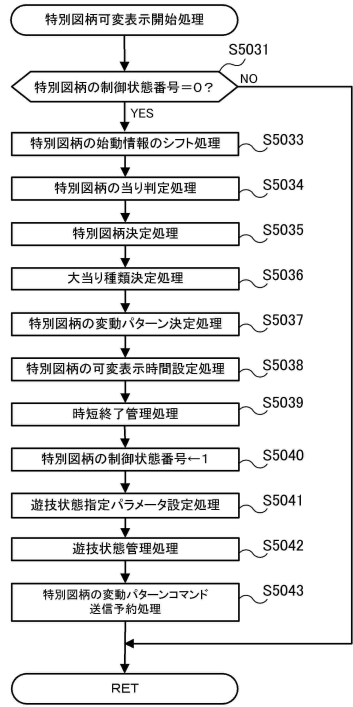 特別図柄可変表示開始処理
S5031
特別図柄の制御状態番号=0?
NO
YES
特別図柄の始動情報のシフト処理
S5033
特別図柄の当り判定処理
S5034
特別図柄決定処理
S5035
大当り種類決定処理
S5036
特別図柄の変動パターン決定処理
S5037
特別図柄の可変表示時間設定処理
S5038
時短終了管理処理
S5039
特別図柄の制御状態番号←1
S5040
遊技状態指定パラメータ設定処理
S5041
遊技状態管理処理
S5042
特別図柄の変動パターンコマンド
送信予約処理
S5043
RET